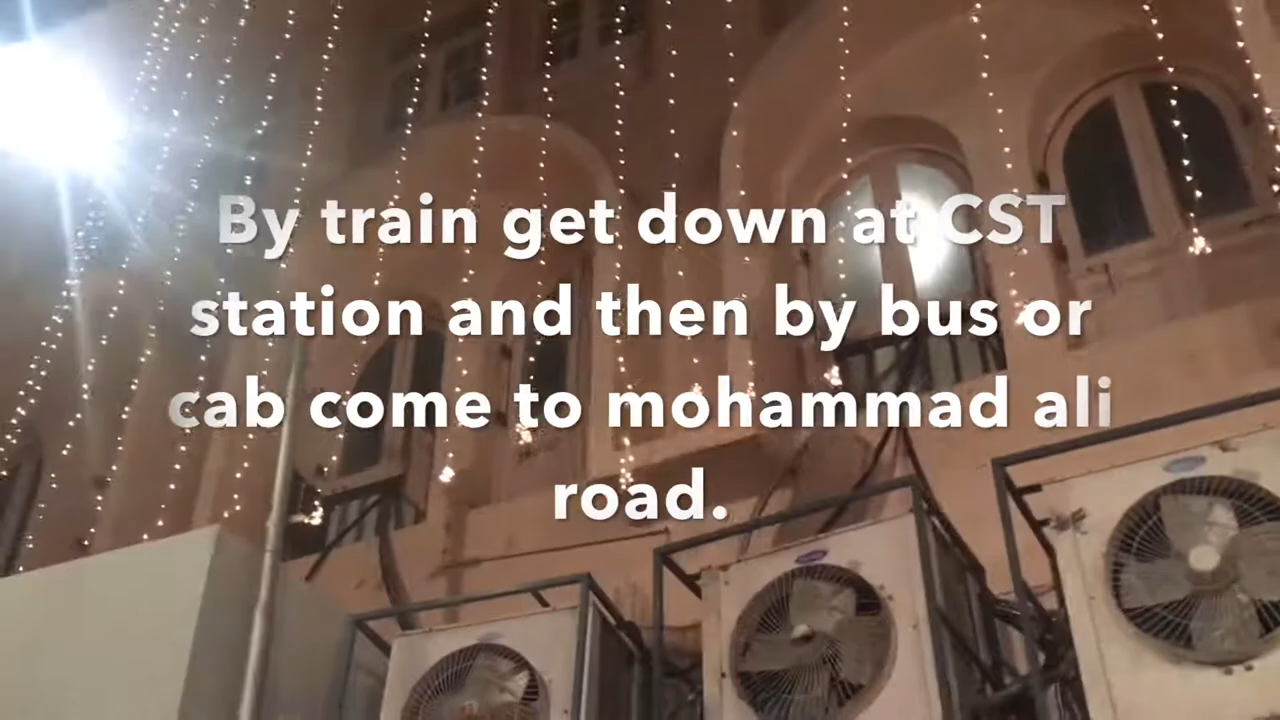 By train get down at CST
station and then by bus or
cab come to mohammad ali
road.